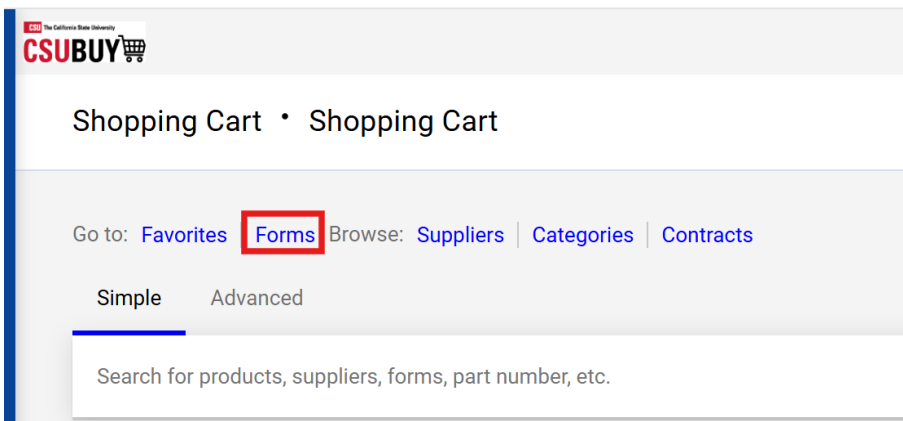 CSU The California State University
CSUBUY
Shopping Cart • Shopping Cart
Go to: Favorites | Forms Browse: Suppliers | Categories | Contracts
Simple Advanced
Search for products, suppliers, forms, part number, etc.